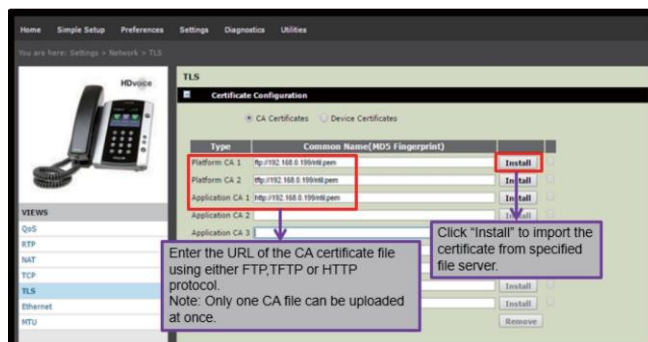 Home Simple Setup Preferences Settings Diagnostics Utilities
You are here: Settings > Network > TLS
HDvoice
TLS
Certificate Configuration
CA Certificates Device Certificates
Type Common Name(MD5 Fingerprint)
Platform CA 1 ftp://192.168.0.199/intil.pem Install
Platform CA 2 tftp://192.168.0.199/intil.pem Install
Application CA 1 http://192.168.0.199/intil.pem Install
Application CA 2
Application CA 3
Click "Install" to import the
certificate from specified
file server.
Enter the URL of the CA certificate file
using either FTP,TFTP or HTTP
protocol.
Note: Only one CA file can be uploaded
at once.
Install
Install
Remove
VIEWS
QoS
RTP
NAT
TCP
TLS
Ethernet
MTU